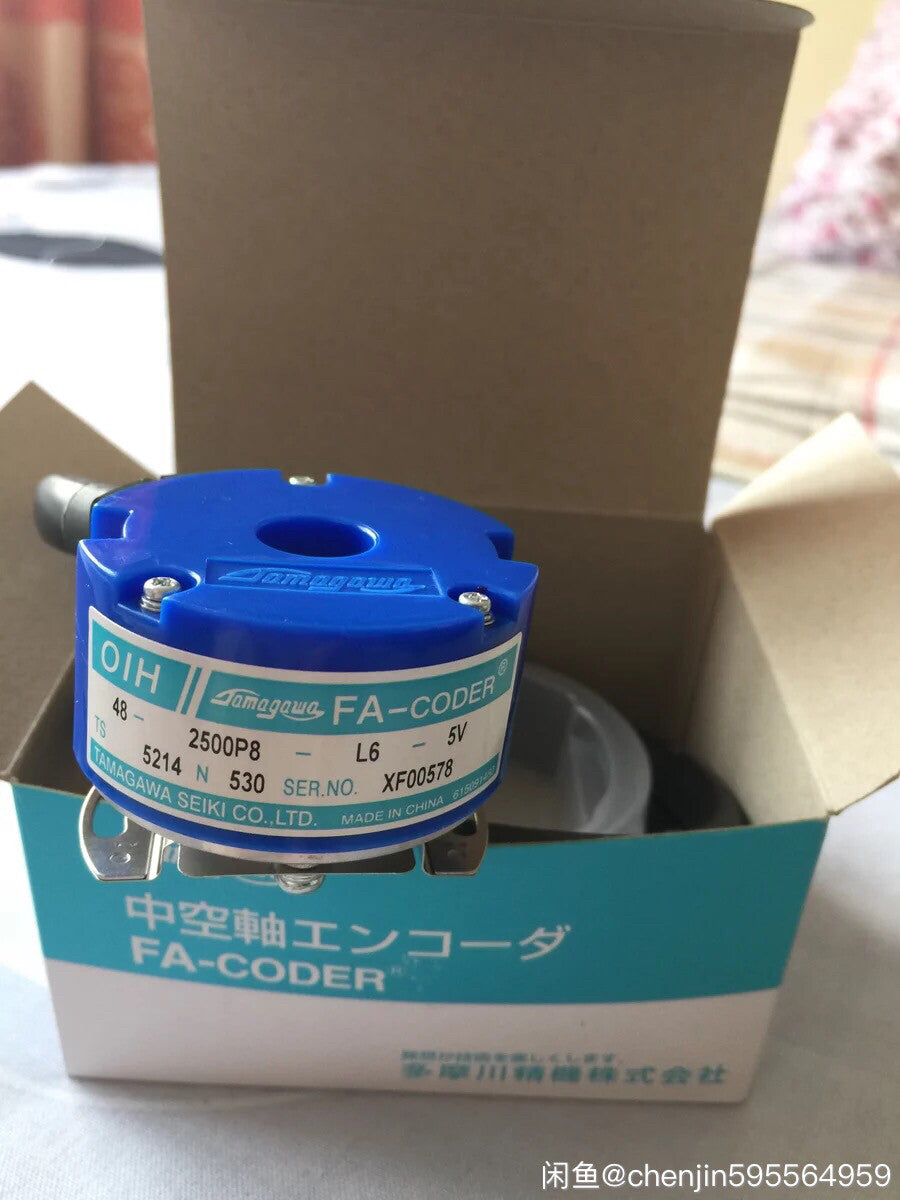 Tamagawa
OIH Tamagawa FA-CODER®
48 - 2500P8 - L6 - 5V
TS 5214 N 530 SER.NO. XF00578
TAMAGAWA SEIKI CO.,LTD. MADE IN CHINA
中空軸エンコーダ
FA-CODER
多摩川精機株式会社
闲鱼@chenjin595564959